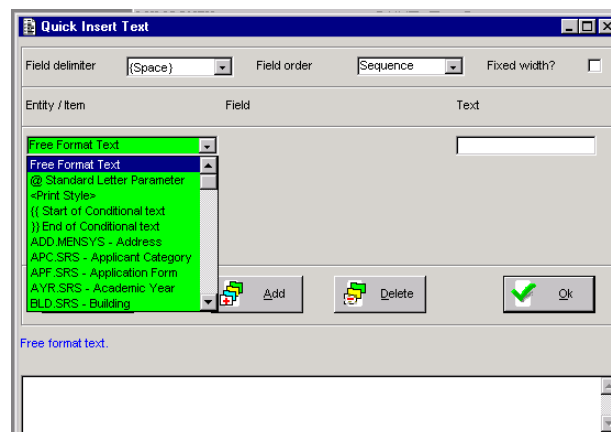 Quick Insert Text
Field delimiter {Space} Field order Sequence Fixed width?
Entity / Item Field Text
Free Format Text
Free Format Text
@ Standard Letter Parameter
<Print Style>
{{ Start of Conditional text
}} End of Conditional text
ADD.MENSYS - Address
APC.SRS - Applicant Category
APF.SRS - Application Form
AYR.SRS - Academic Year
BLD.SRS - Building
Add Delete Ok
Free format text.